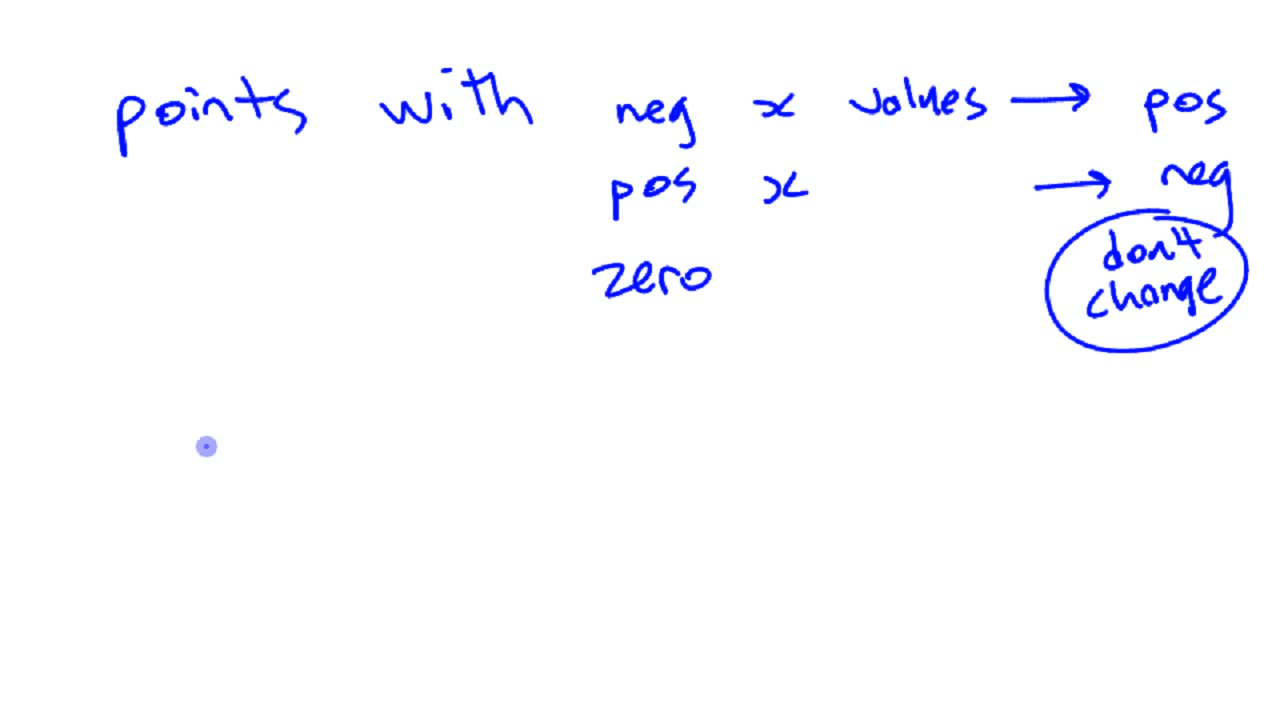 points with neg x values → pos
pos x → neg
zero don't
change